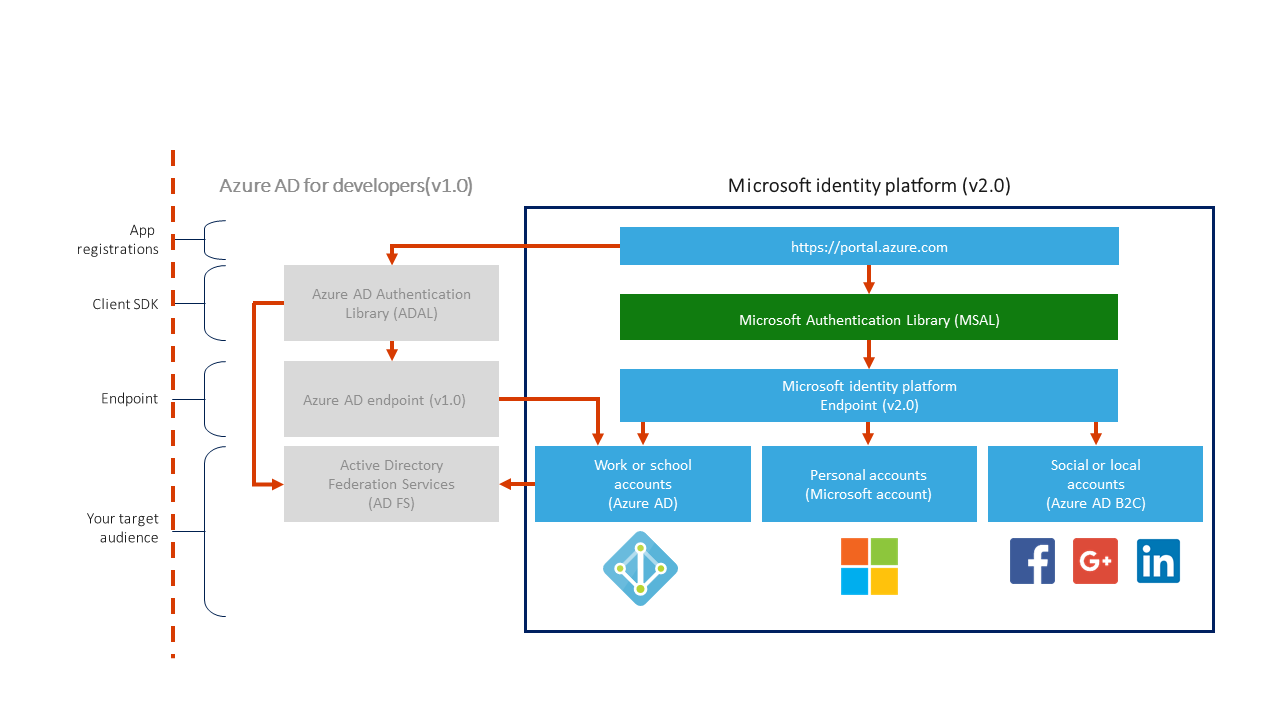 Azure AD for developers(v1.0)
Microsoft identity platform (v2.0)
App
registrations
https://portal.azure.com
Client SDK
Azure AD Authentication
Library (ADAL)
Microsoft Authentication Library (MSAL)
Endpoint
Azure AD endpoint (v1.0)
Microsoft identity platform
Endpoint (v2.0)
Your target
audience
Active Directory
Federation Services
(AD FS)
Work or school
accounts
(Azure AD)
Personal accounts
(Microsoft account)
Social or local
accounts
(Azure AD B2C)
f
G+
in